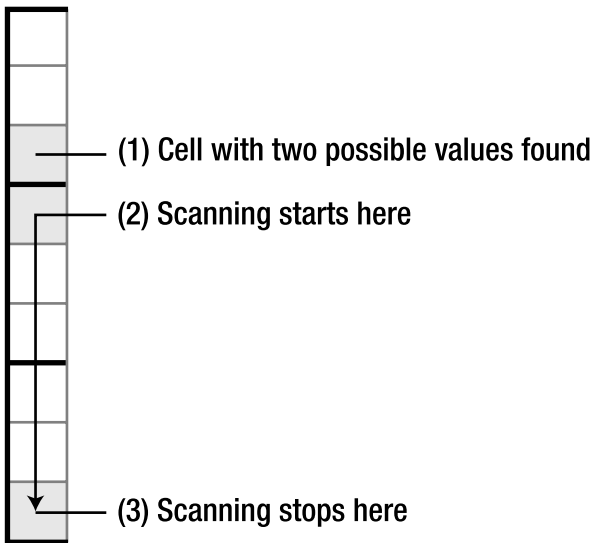 (1) Cell with two possible values found
(2) Scanning starts here
(3) Scanning stops here